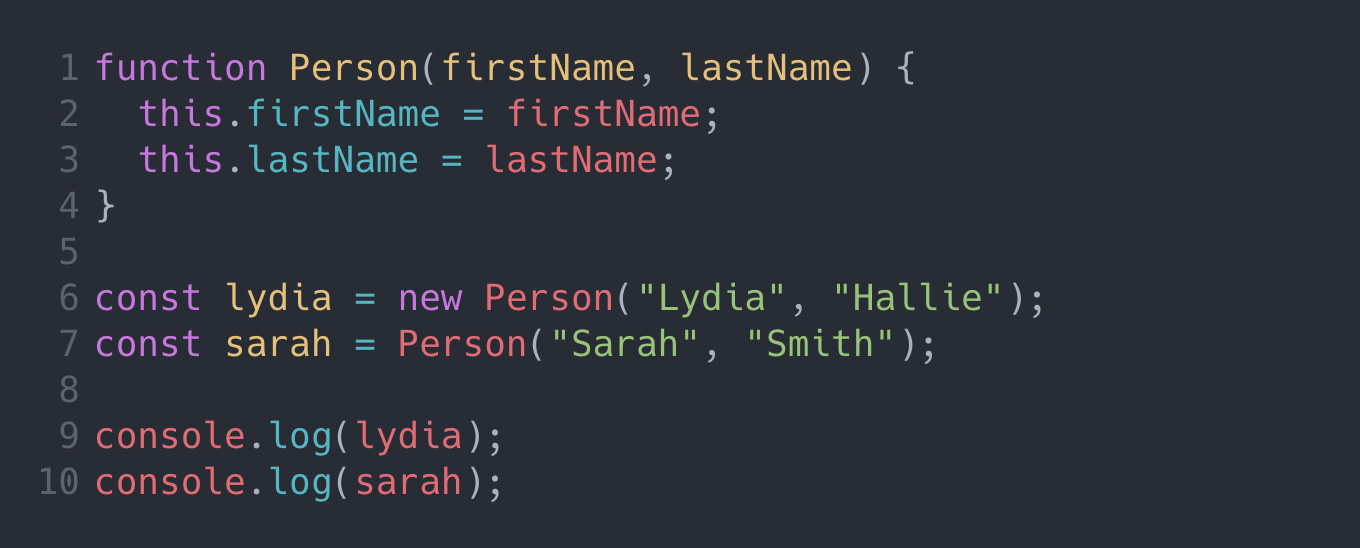 1 function Person(firstName, lastName) {
2   this.firstName = firstName;
3   this.lastName = lastName;
4 }
5
6 const lydia = new Person("Lydia", "Hallie");
7 const sarah = Person("Sarah", "Smith");
8
9 console.log(lydia);
10 console.log(sarah);